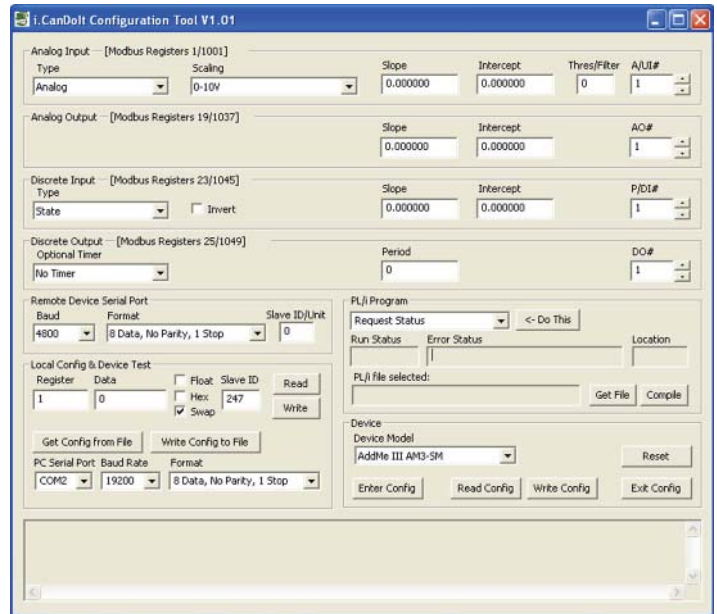 i.CanDoIt Configuration Tool V1.01
Analog Input [Modbus Registers 1/1001]
Type Scaling Slope Intercept Thres/Filter A/UI#
Analog 0-10V 0.000000 0.000000 0 1
Analog Output [Modbus Registers 19/1037]
Slope Intercept AO#
0.000000 0.000000 1
Discrete Input [Modbus Registers 23/1045]
Type Slope Intercept P/DI#
State Invert 0.000000 0.000000 1
Discrete Output [Modbus Registers 25/1049]
Optional Timer Period DO#
No Timer 0 1
Remote Device Serial Port
Baud Format Slave ID/Unit
4800 8 Data, No Parity, 1 Stop 0
Local Config & Device Test
Register Data Float Slave ID Read
1 0 Hex 247
Swap Write
Get Config from File Write Config to File
PC Serial Port Baud Rate Format
COM2 19200 8 Data, No Parity, 1 Stop
PL/i Program
Request Status <- Do This
Run Status Error Status Location
PL/i file selected:
Get File Compile
Device
Device Model
AddMe III AM3-SM Reset
Enter Config Read Config Write Config Exit Config